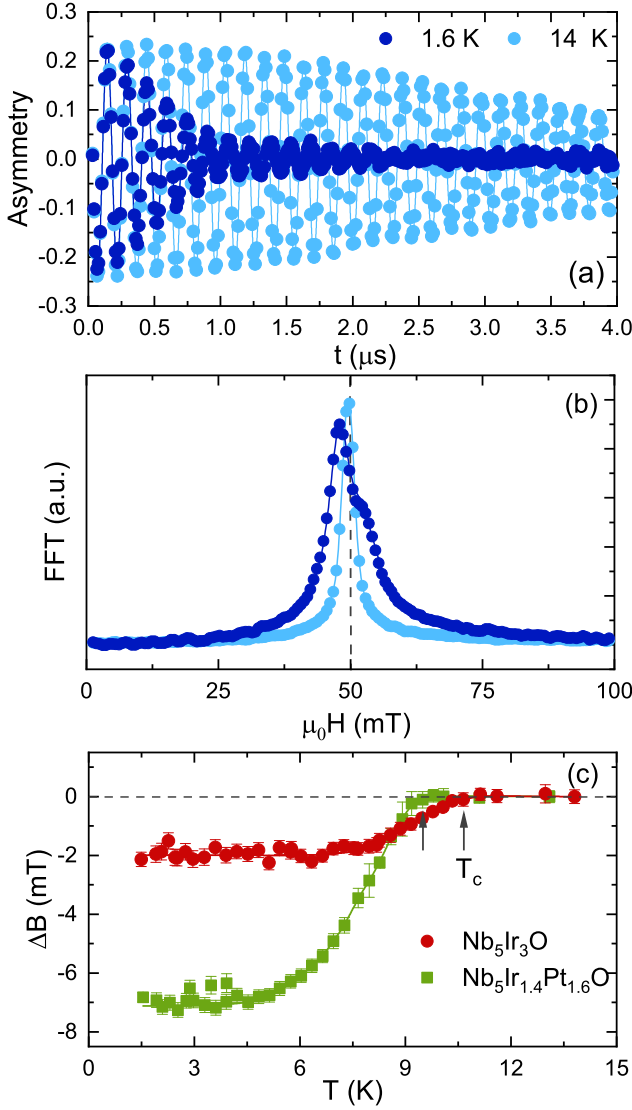 0.3
1.6 K
14 K
0.2
0.1
0.0
-0.1
-0.2
-0.3
Asymmetry
(a)
0.0 0.5 1.0 1.5 2.0 2.5 3.0 3.5 4.0
t (μs)
(b)
FFT (a.u.)
0 25 50 75 100
μ₀H (mT)
(c)
0
-2
-4
-6
-8
ΔB (mT)
T_c
Nb₅Ir₃O
Nb₅Ir₁.₄Pt₁.₆O
0 3 6 9 12 15
T (K)